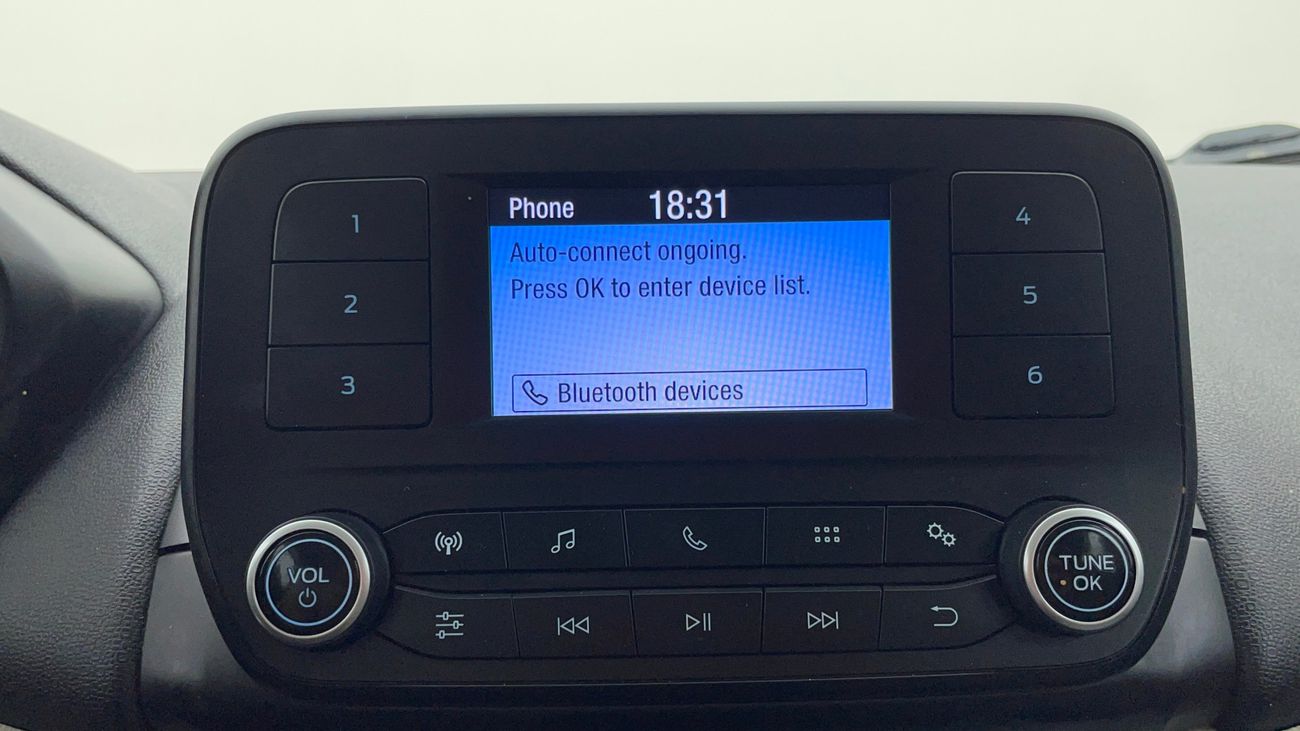 Phone 18:31
Auto-connect ongoing.
Press OK to enter device list.
Bluetooth devices
1
2
3
4
5
6
VOL
TUNE
OK